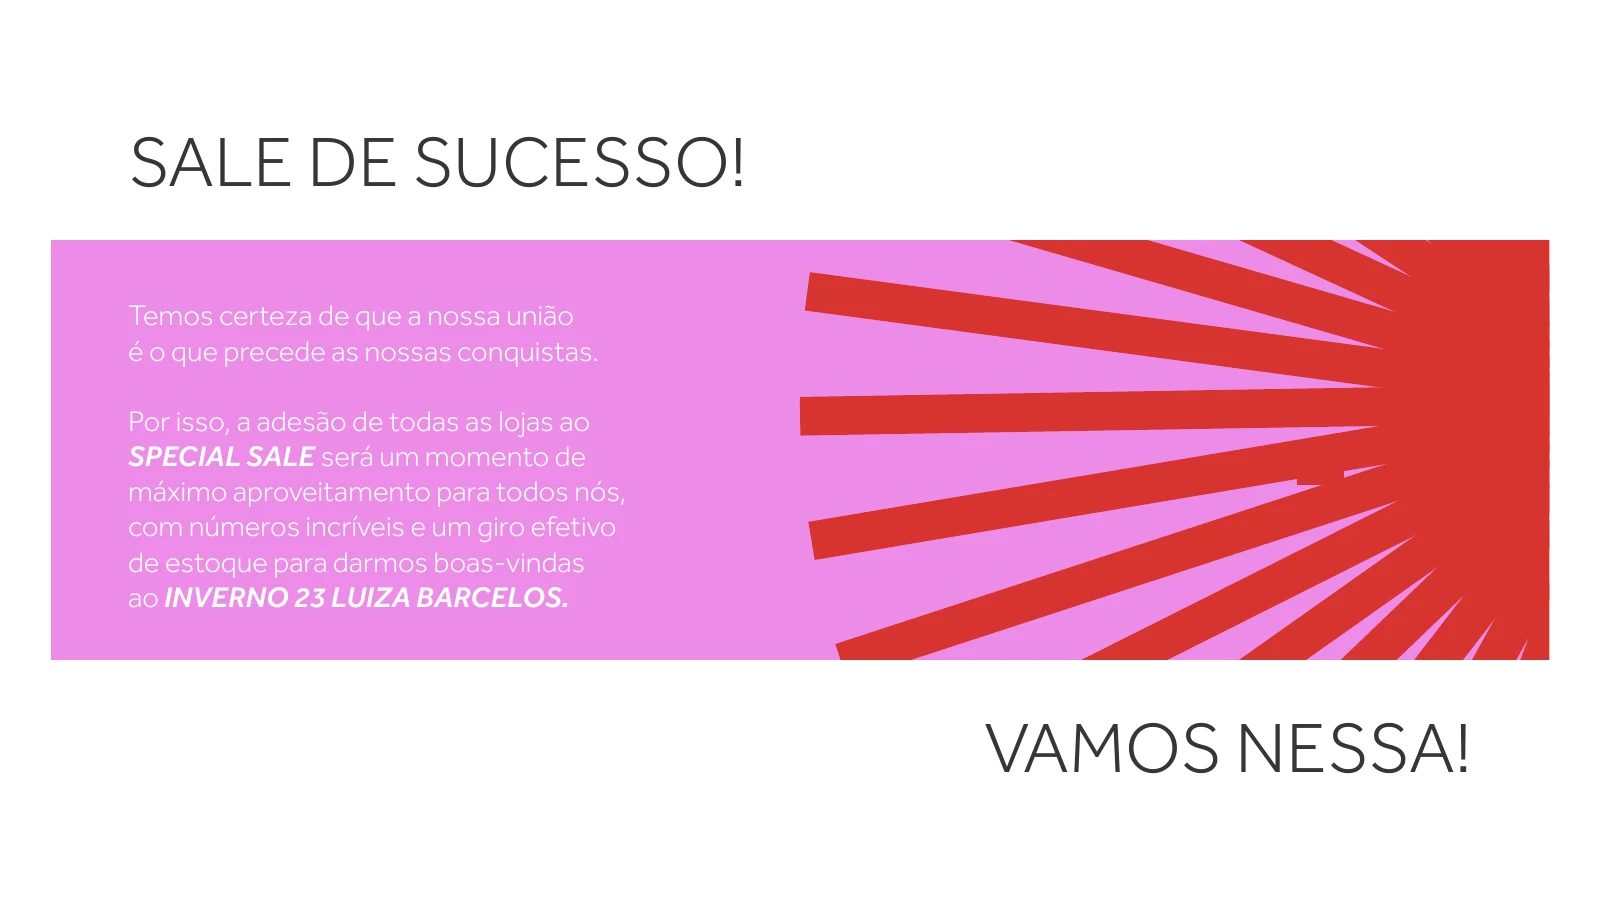 SALE DE SUCESSO!
Temos certeza de que a nossa união
é o que precede as nossas conquistas.
Por isso, a adesão de todas as lojas ao
SPECIAL SALE será um momento de
máximo aproveitamento para todos nós,
com números incríveis e um giro efetivo
de estoque para darmos boas-vindas
ao INVERNO 23 LUIZA BARCELOS.
VAMOS NESSA!